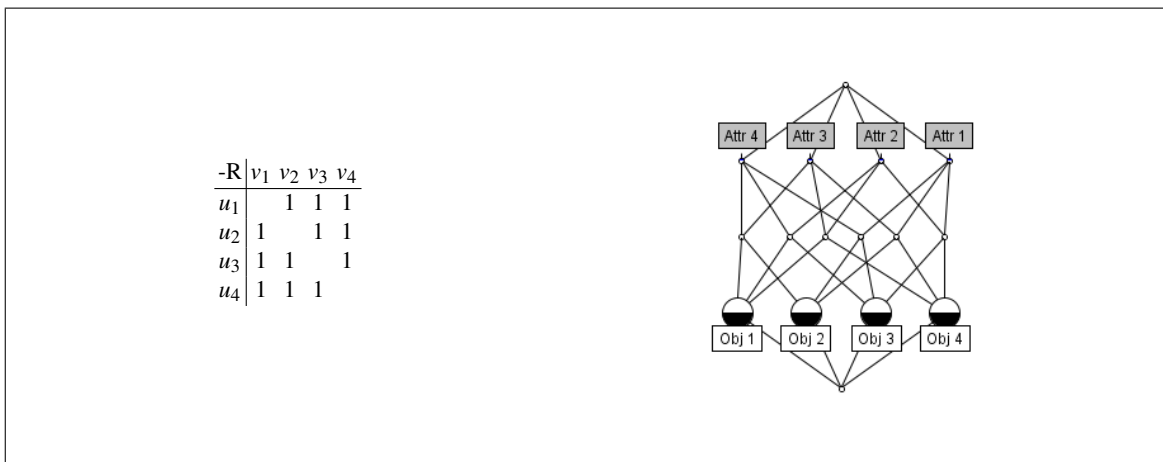 -R v1 v2 v3 v4
u1 1 1 1
u2 1 1 1
u3 1 1 1
u4 1 1 1
Attr 4 Attr 3 Attr 2 Attr 1
Obj 1 Obj 2 Obj 3 Obj 4